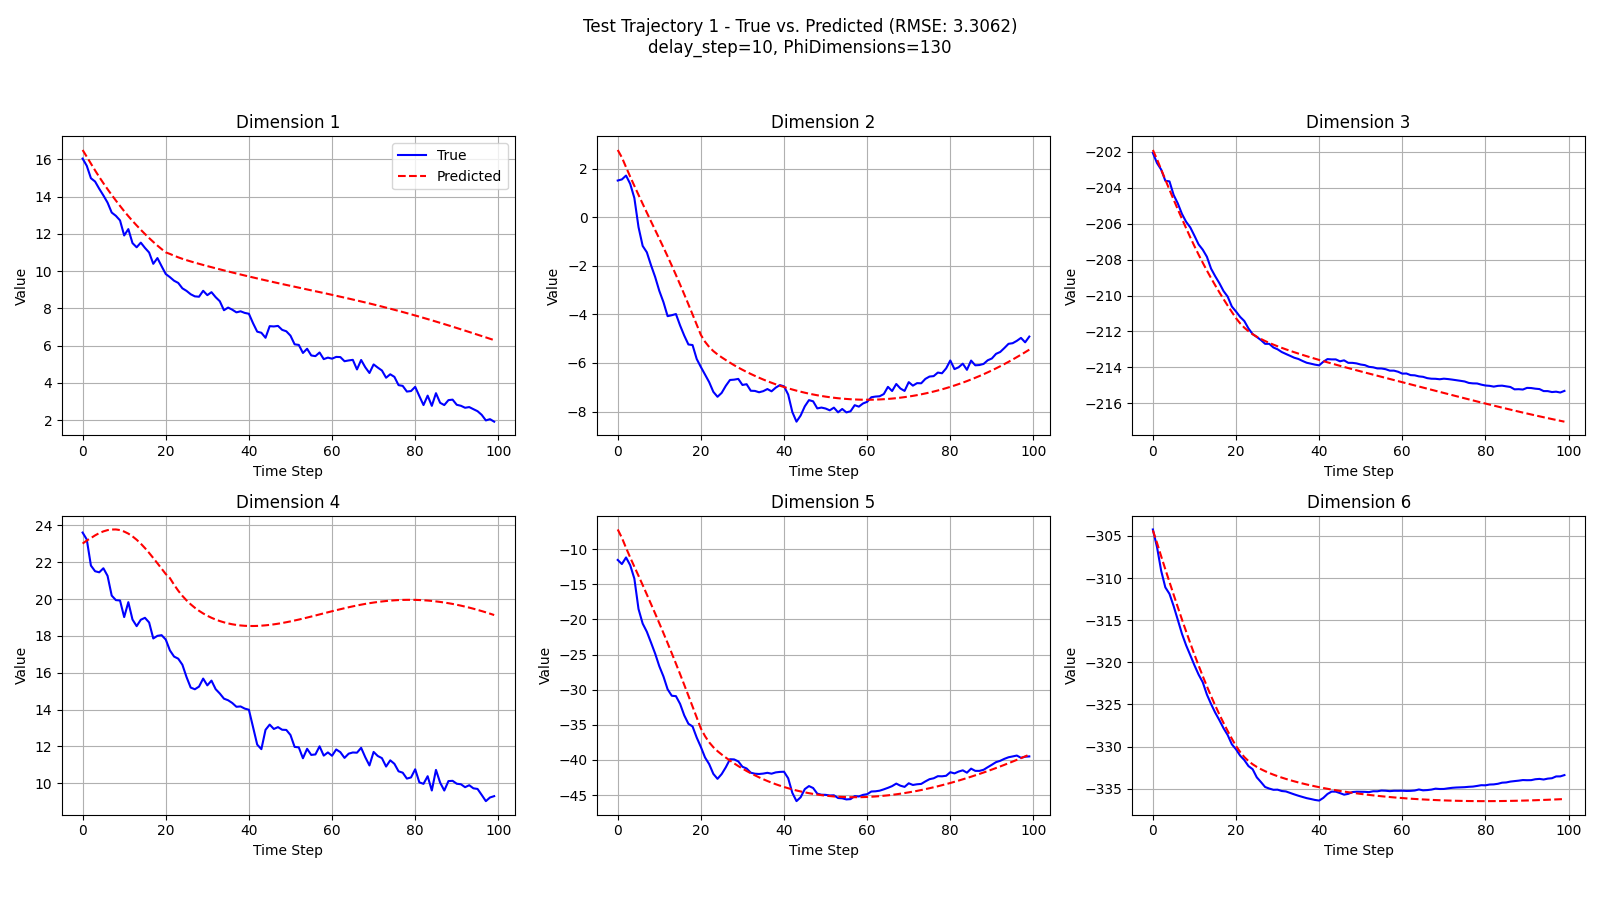 Test Trajectory 1 - True vs. Predicted (RMSE: 3.3062)
delay_step=10, PhiDimensions=130
Dimension 1
16
14
12
10
8
6
4
2
Value
0 20 40 60 80 100
Time Step
True
Predicted
Dimension 2
2
0
−2
−4
−6
−8
Value
0 20 40 60 80 100
Time Step
Dimension 3
−202
−204
−206
−208
−210
−212
−214
−216
Value
0 20 40 60 80 100
Time Step
Dimension 4
24
22
20
18
16
14
12
10
Value
0 20 40 60 80 100
Time Step
Dimension 5
−10
−15
−20
−25
−30
−35
−40
−45
Value
0 20 40 60 80 100
Time Step
Dimension 6
−305
−310
−315
−320
−325
−330
−335
Value
0 20 40 60 80 100
Time Step